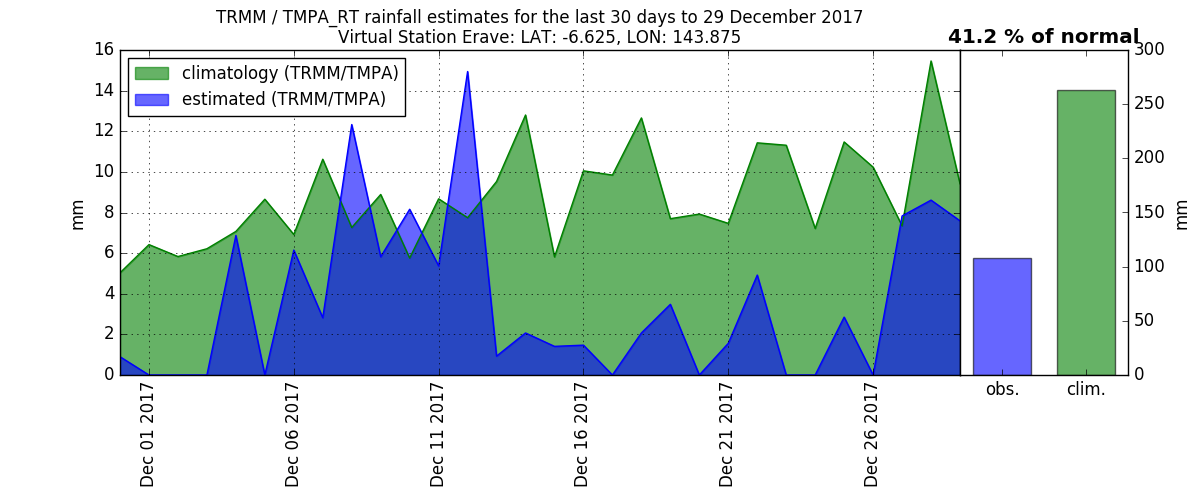 TRMM / TMPA_RT rainfall estimates for the last 30 days to 29 December 2017
Virtual Station Erave: LAT: -6.625, LON: 143.875
41.2 % of normal
climatology (TRMM/TMPA)
estimated (TRMM/TMPA)
16
14
12
10
8
6
4
2
0
mm
Dec 01 2017
Dec 06 2017
Dec 11 2017
Dec 16 2017
Dec 21 2017
Dec 26 2017
obs.
clim.
300
250
200
150
100
50
0
mm